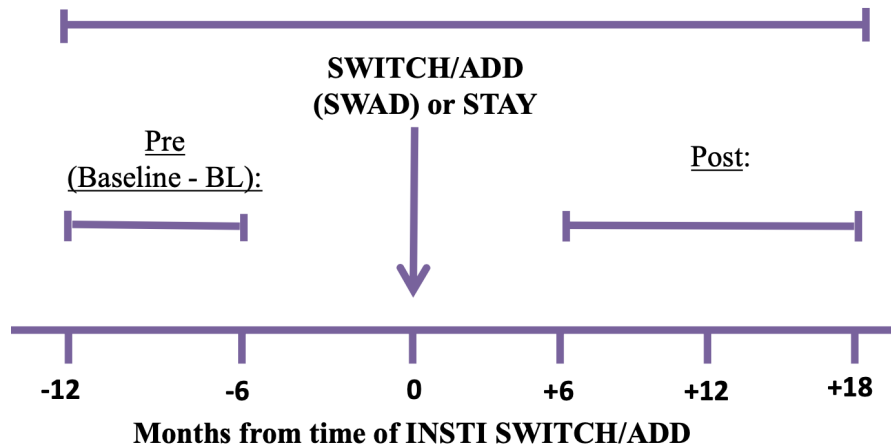 SWITCH/ADD
(SWAD) or STAY
Pre
(Baseline - BL):
Post:
-12 -6 0 +6 +12 +18
Months from time of INSTI SWITCH/ADD